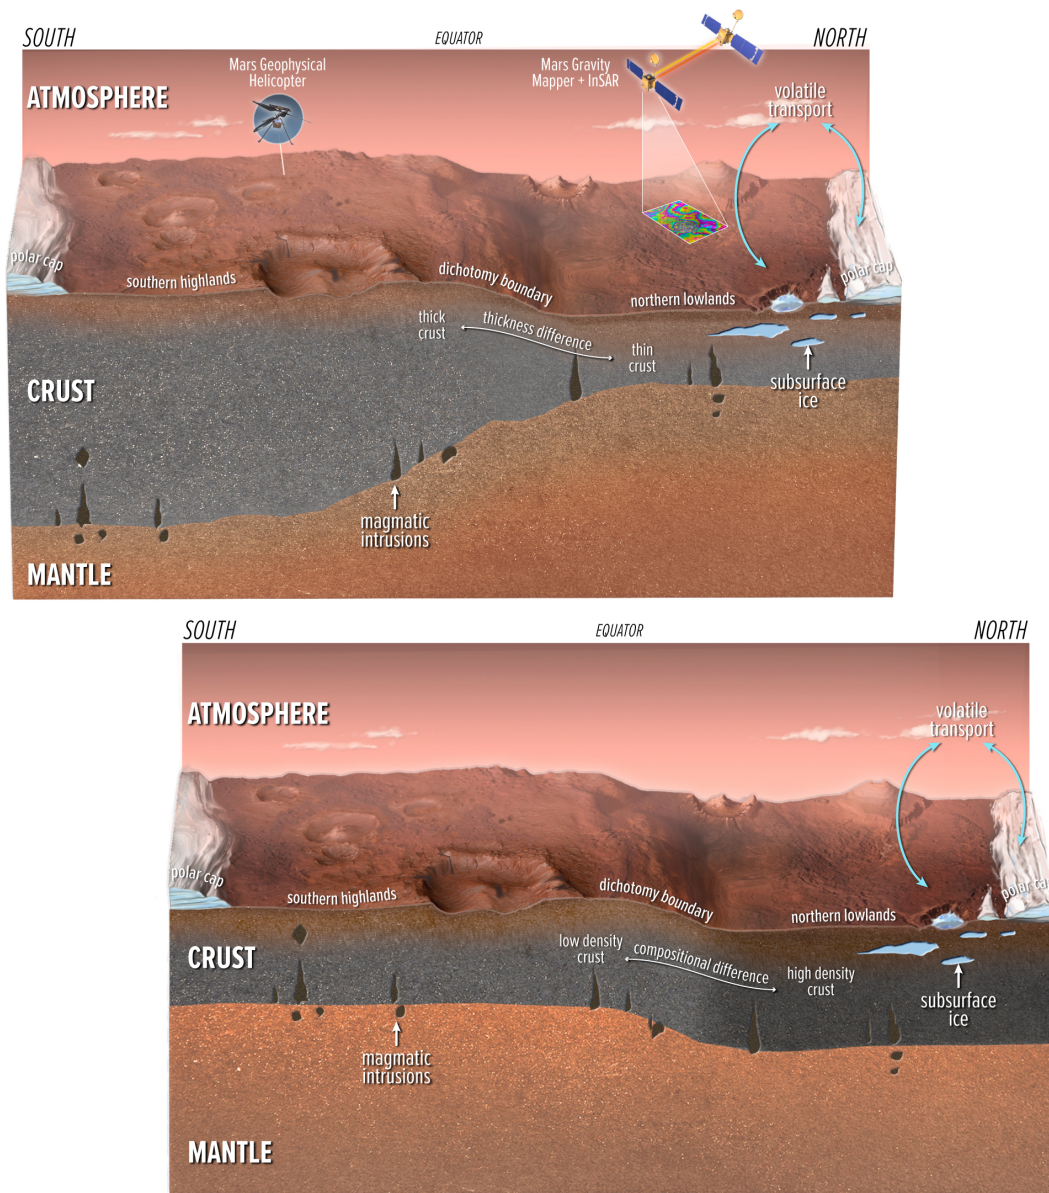 SOUTH
EQUATOR
NORTH
Mars Geophysical
Helicopter
Mars Gravity
Mapper + InSAR
ATMOSPHERE
volatile
transport
polar cap
southern highlands
dichotomy boundary
northern lowlands
polar cap
thick
crust
thickness difference
thin
crust
CRUST
subsurface
ice
magmatic
intrusions
MANTLE
SOUTH
EQUATOR
NORTH
ATMOSPHERE
volatile
transport
polar cap
southern highlands
dichotomy boundary
northern lowlands
polar ca
CRUST
low density
crust
compositional difference
high density
crust
subsurface
ice
magmatic
intrusions
MANTLE